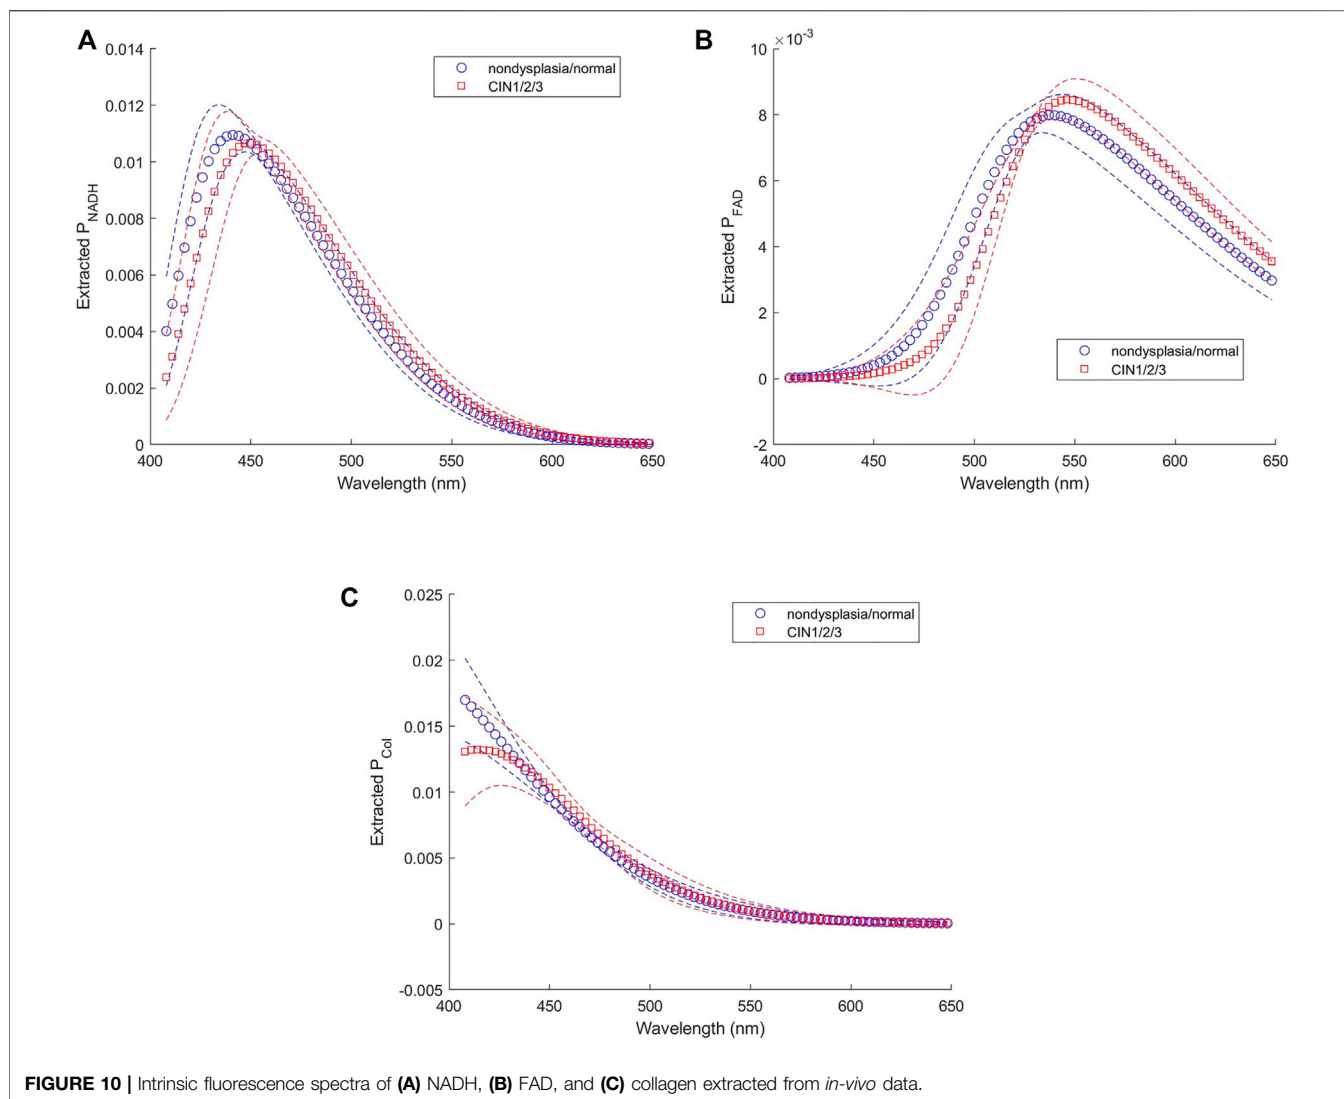 A
0.014
0.012
0.01
0.008
0.006
0.004
0.002
0
400 450 500 550 600 650
Wavelength (nm)
Extracted P_NADH
nondysplasia/normal
CIN1/2/3
B
×10⁻³
10
8
6
4
2
0
-2
400 450 500 550 600 650
Wavelength (nm)
Extracted P_FAD
nondysplasia/normal
CIN1/2/3
C
0.025
0.02
0.015
0.01
0.005
0
-0.005
400 450 500 550 600 650
Wavelength (nm)
Extracted P_Col
nondysplasia/normal
CIN1/2/3
FIGURE 10 | Intrinsic fluorescence spectra of (A) NADH, (B) FAD, and (C) collagen extracted from in-vivo data.